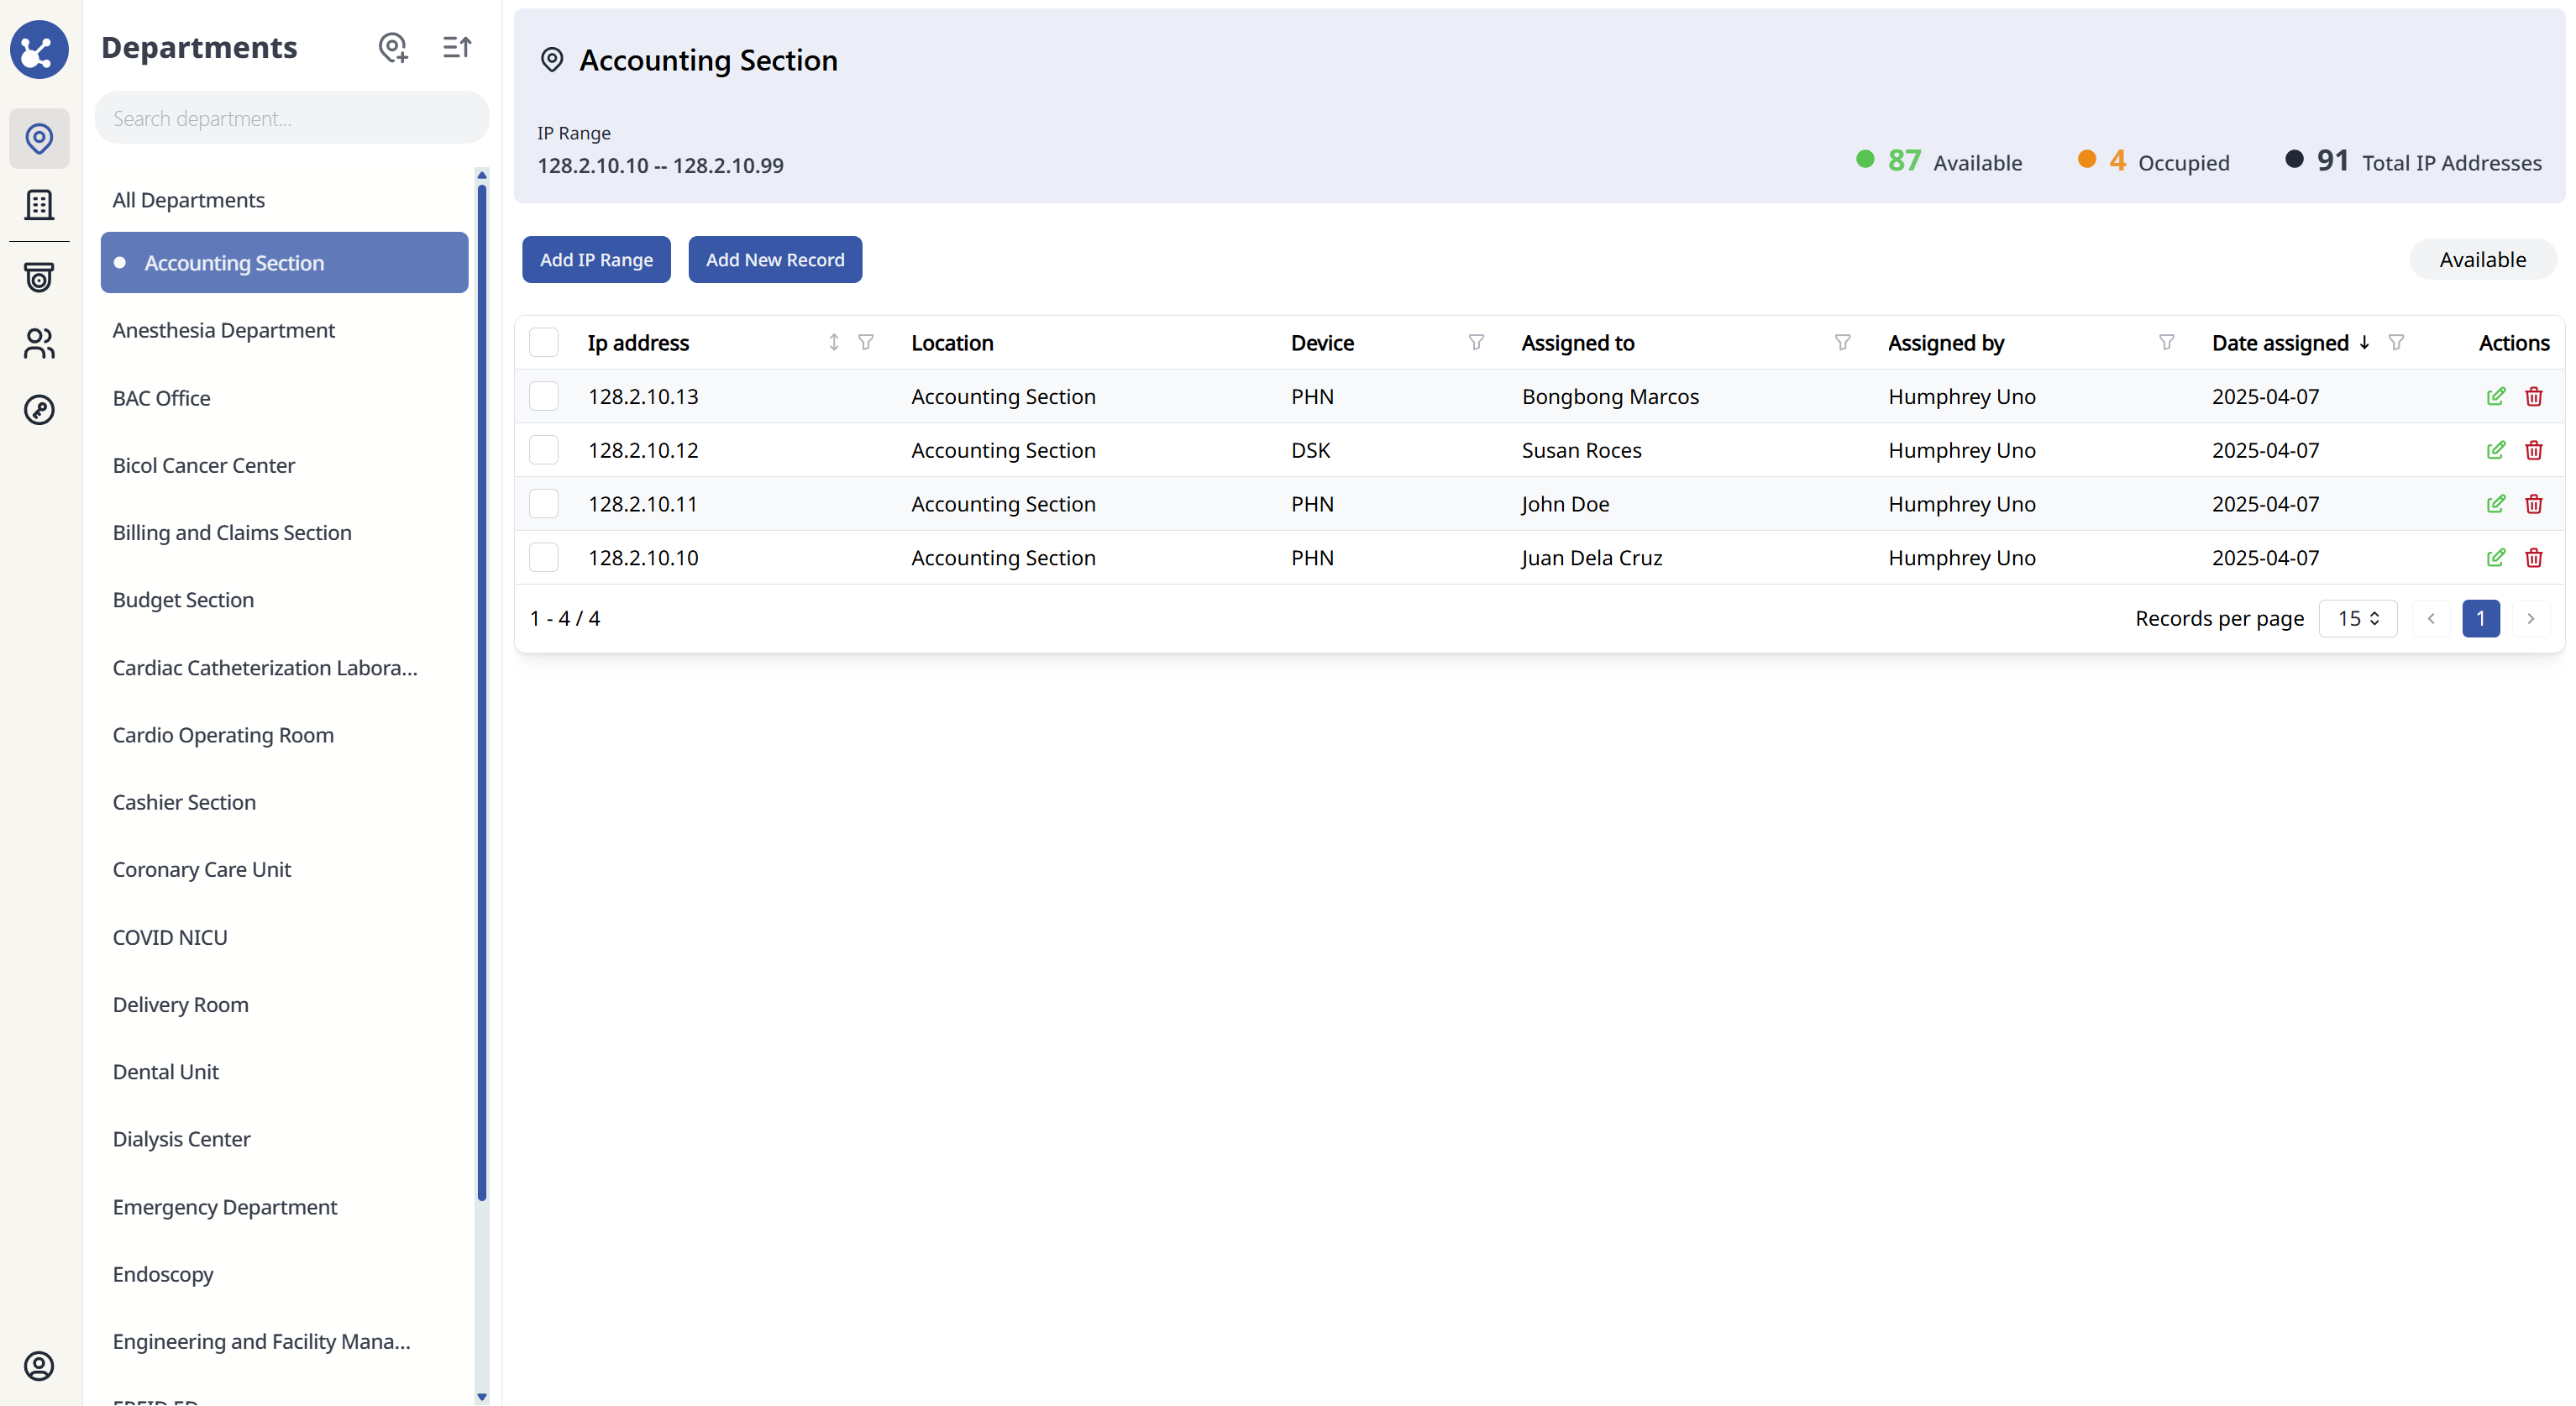 Departments
Search department...
All Departments
Accounting Section
Anesthesia Department
BAC Office
Bicol Cancer Center
Billing and Claims Section
Budget Section
Cardiac Catheterization Labora...
Cardio Operating Room
Cashier Section
Coronary Care Unit
COVID NICU
Delivery Room
Dental Unit
Dialysis Center
Emergency Department
Endoscopy
Engineering and Facility Mana...
Accounting Section
IP Range
128.2.10.10 -- 128.2.10.99
87 Available 4 Occupied 91 Total IP Addresses
Add IP Range Add New Record Available
Ip address Location Device Assigned to Assigned by Date assigned Actions
128.2.10.13 Accounting Section PHN Bongbong Marcos Humphrey Uno 2025-04-07
128.2.10.12 Accounting Section DSK Susan Roces Humphrey Uno 2025-04-07
128.2.10.11 Accounting Section PHN John Doe Humphrey Uno 2025-04-07
128.2.10.10 Accounting Section PHN Juan Dela Cruz Humphrey Uno 2025-04-07
1 - 4 / 4 Records per page 15 1